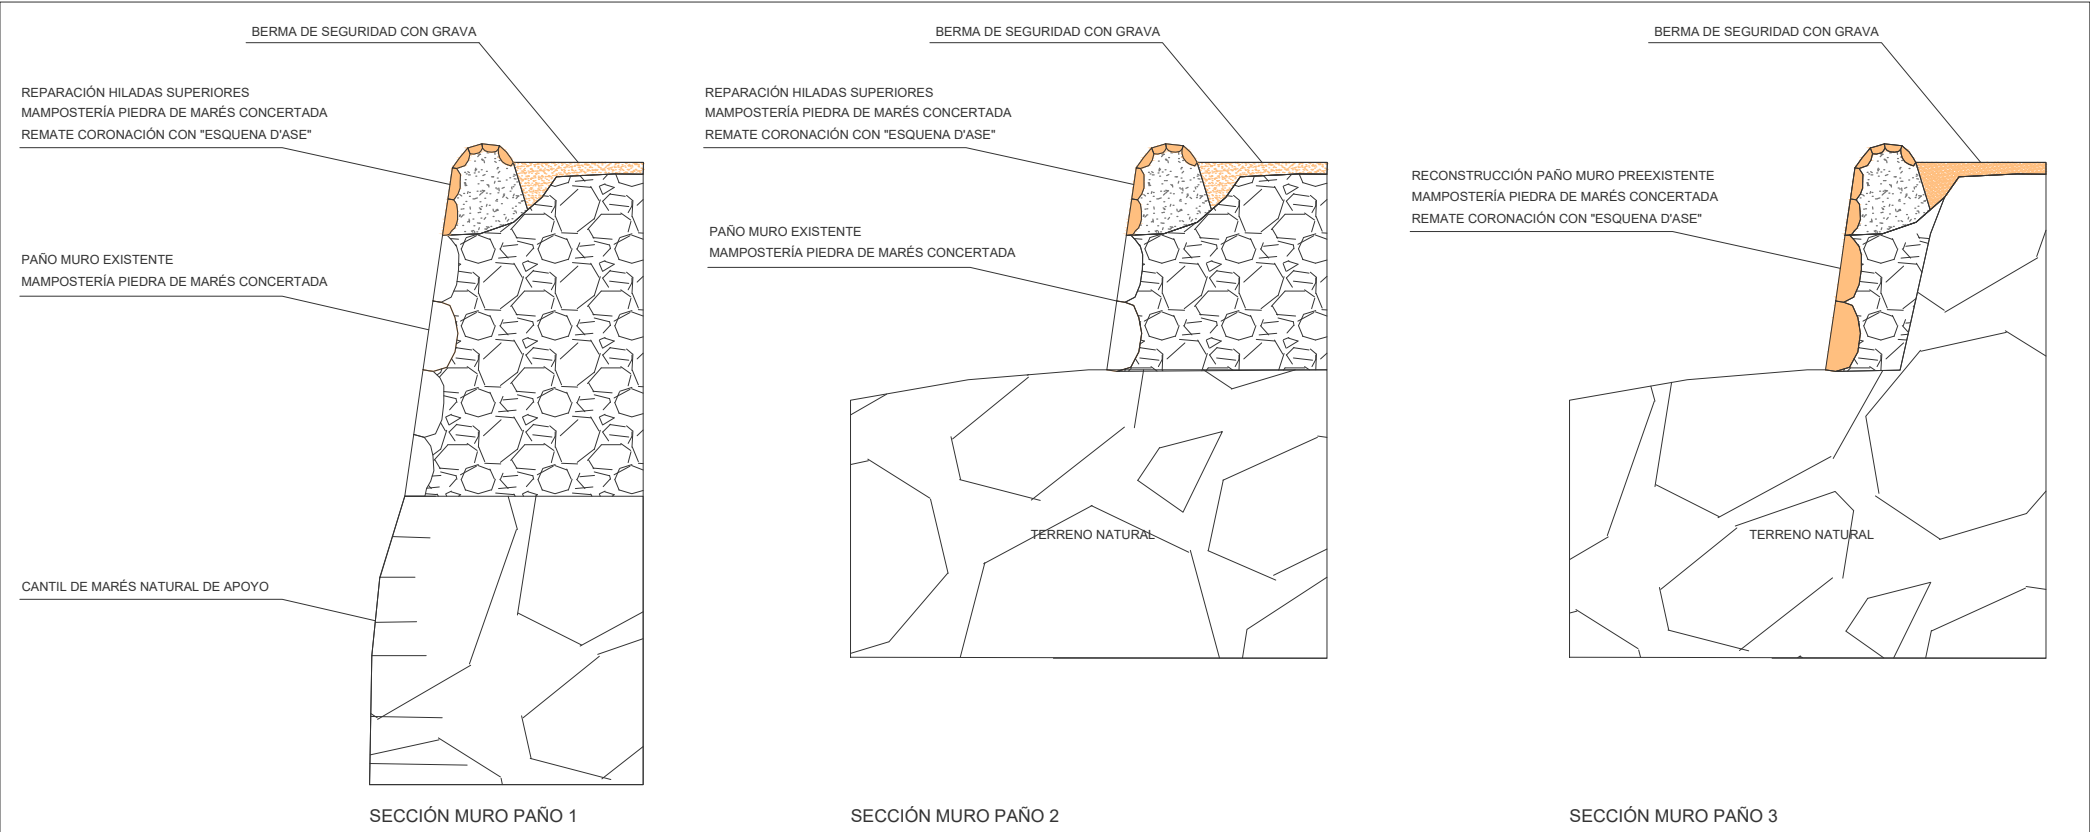 BERMA DE SEGURIDAD CON GRAVA
REPARACIÓN HILADAS SUPERIORES
MAMPOSTERÍA PIEDRA DE MARÉS CONCERTADA
REMATE CORONACIÓN CON "ESQUENA D'ASE"
PAÑO MURO EXISTENTE
MAMPOSTERÍA PIEDRA DE MARÉS CONCERTADA
CANTIL DE MARÉS NATURAL DE APOYO
SECCIÓN MURO PAÑO 1
BERMA DE SEGURIDAD CON GRAVA
REPARACIÓN HILADAS SUPERIORES
MAMPOSTERÍA PIEDRA DE MARÉS CONCERTADA
REMATE CORONACIÓN CON "ESQUENA D'ASE"
PAÑO MURO EXISTENTE
MAMPOSTERÍA PIEDRA DE MARÉS CONCERTADA
TERRENO NATURAL
SECCIÓN MURO PAÑO 2
BERMA DE SEGURIDAD CON GRAVA
RECONSTRUCCIÓN PAÑO MURO PREEXISTENTE
MAMPOSTERÍA PIEDRA DE MARÉS CONCERTADA
REMATE CORONACIÓN CON "ESQUENA D'ASE"
TERRENO NATURAL
SECCIÓN MURO PAÑO 3